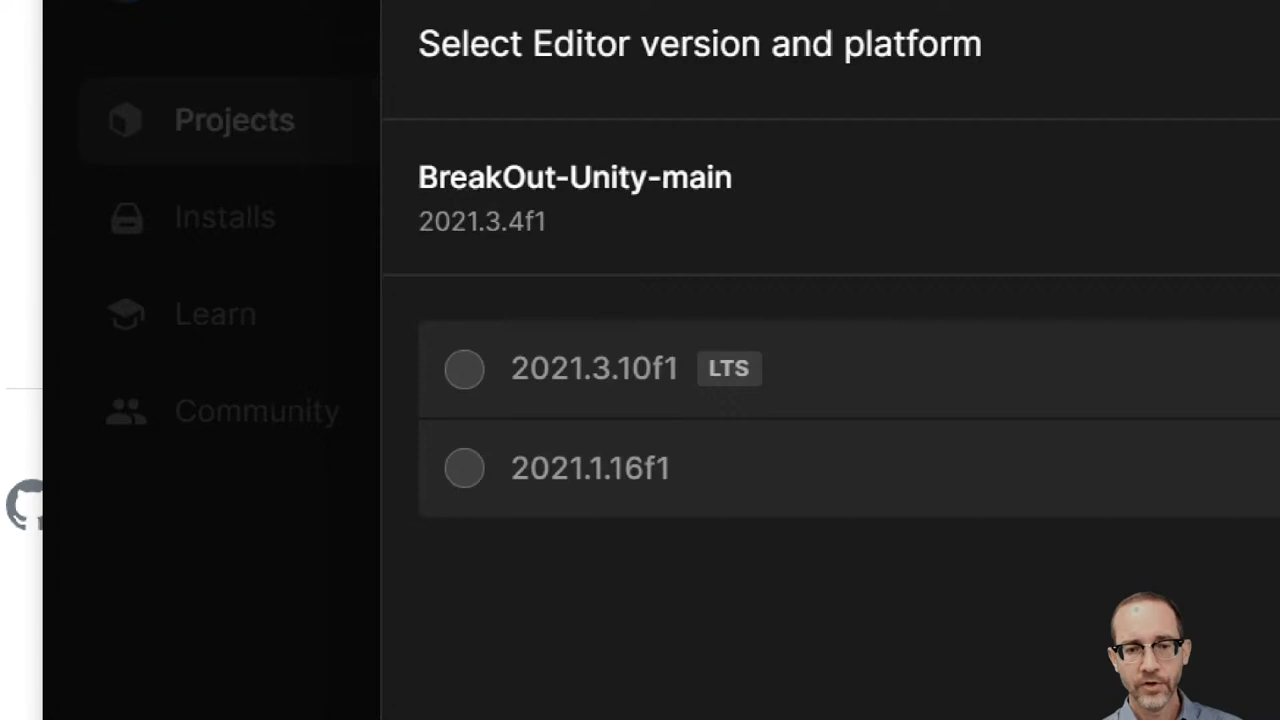 Select Editor version and platform
Projects
BreakOut-Unity-main
2021.3.4f1
Installs
Learn
2021.3.10f1 LTS
Community
2021.1.16f1